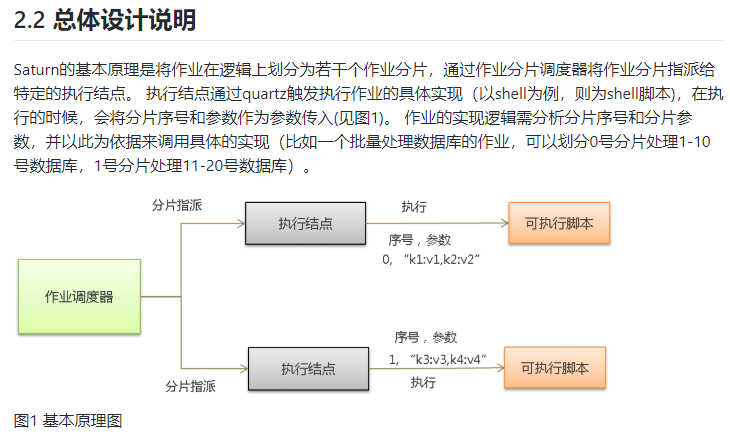 2.2 总体设计说明
Saturn的基本原理是将作业在逻辑上划分为若干个作业分片，通过作业分片调度器将作业分片指派给
特定的执行结点。 执行结点通过quartz触发执行作业的具体实现（以shell为例，则为shell脚本)，在执
行的时候，会将分片序号和参数作为参数传入(见图1)。 作业的实现逻辑需分析分片序号和分片参
数，并以此为依据来调用具体的实现（比如一个批量处理数据库的作业，可以划分0号分片处理1-10
号数据库，1号分片处理11-20号数据库）。
分片指派
执行结点
执行
序号，参数
0，“k1:v1,k2:v2”
可执行脚本
作业调度器
分片指派
执行结点
序号，参数
1，“k3:v3,k4:v4”
执行
可执行脚本
图1 基本原理图